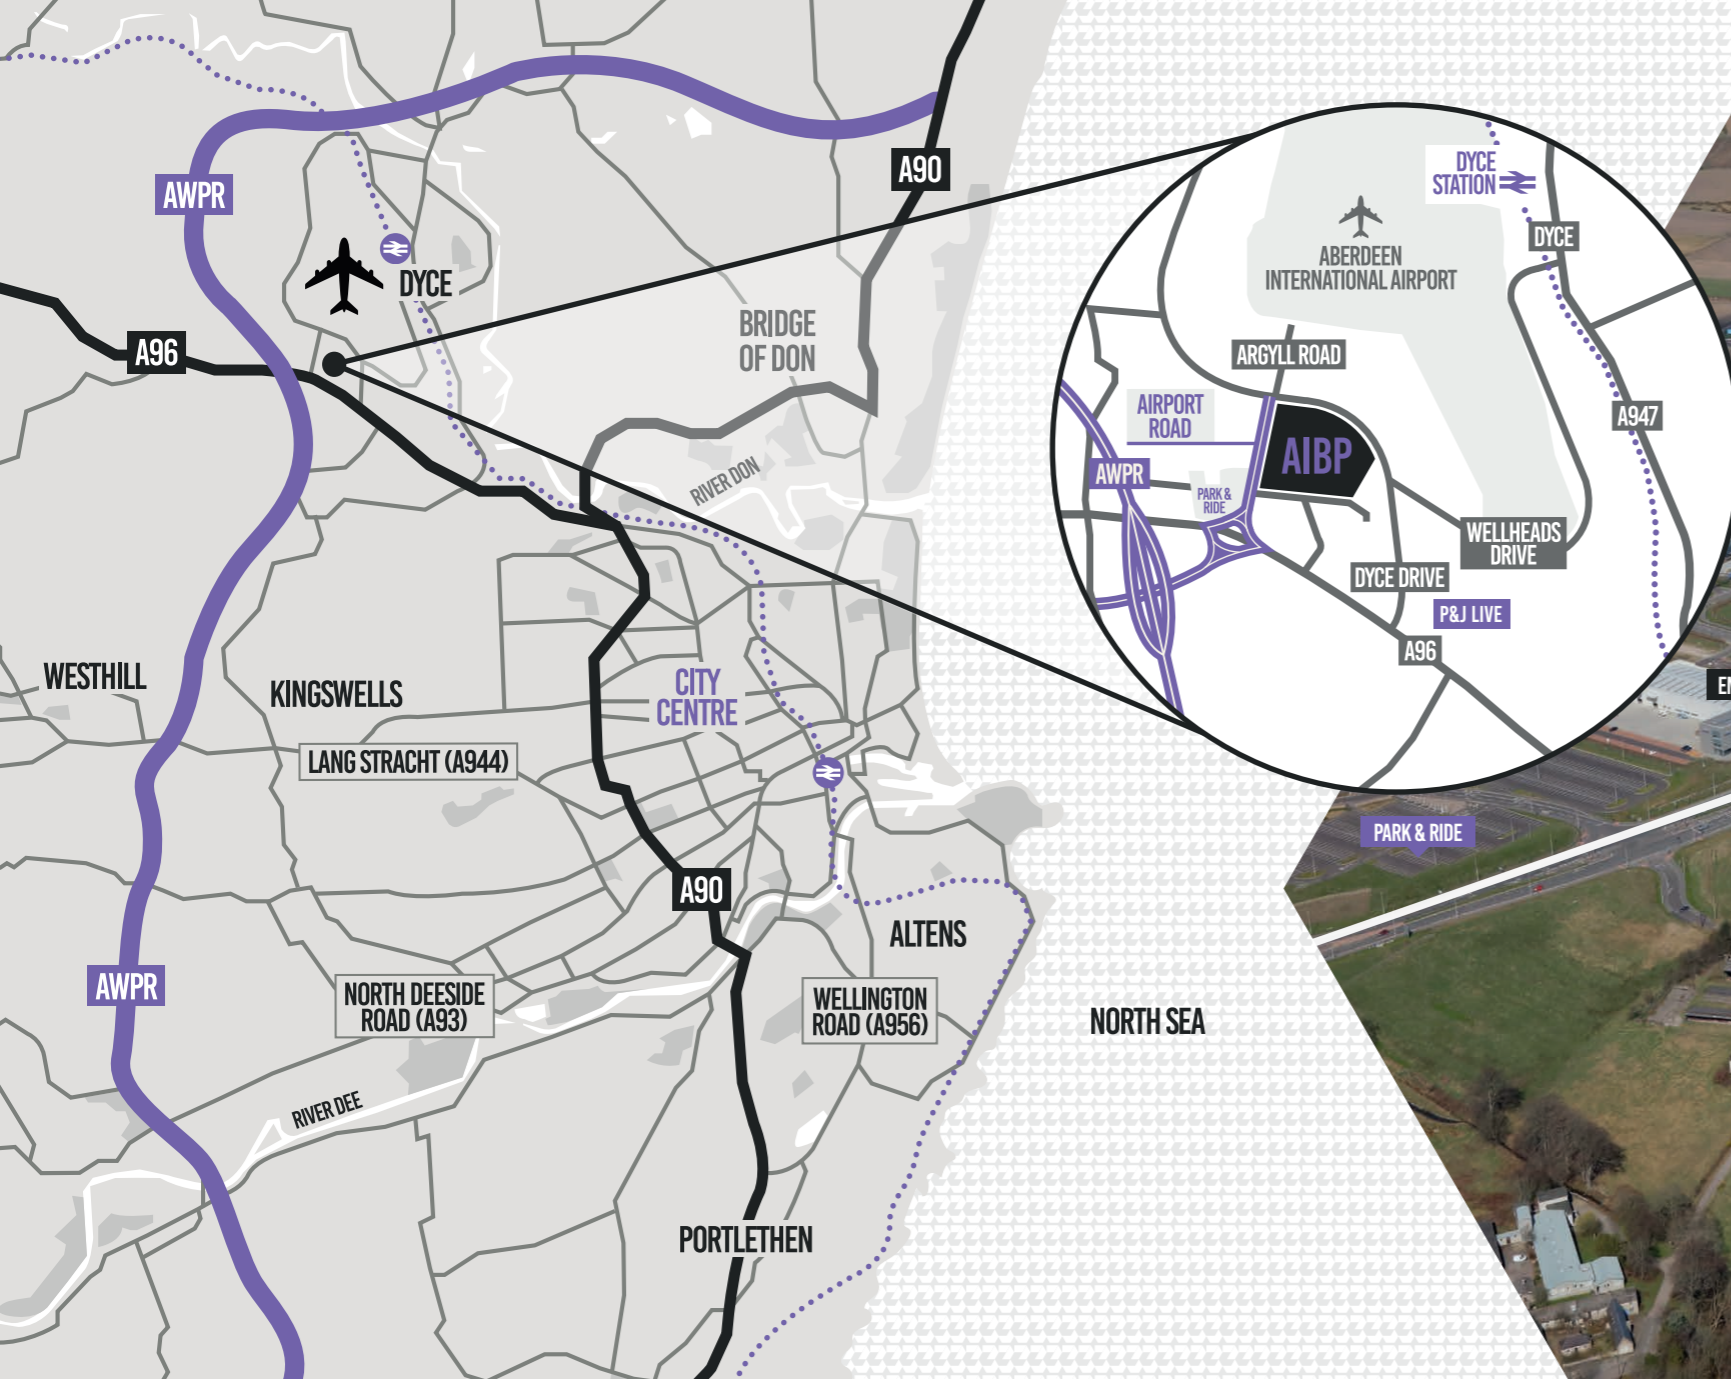 AWPR
A90
DYCE
BRIDGE
OF DON
A96
RIVER DON
WESTHILL
KINGSWELLS
CITY
CENTRE
LANG STRACHT (A944)
A90
ALTENS
AWPR
NORTH DEESIDE
ROAD (A93)
WELLINGTON
ROAD (A956)
NORTH SEA
RIVER DEE
PORTLETHEN
DYCE
STATION
DYCE
ABERDEEN
INTERNATIONAL AIRPORT
ARGYLL ROAD
AIRPORT
ROAD
A947
AIBP
AWPR
PARK &
RIDE
WELLHEADS
DRIVE
DYCE DRIVE
P&J LIVE
A96
PARK & RIDE